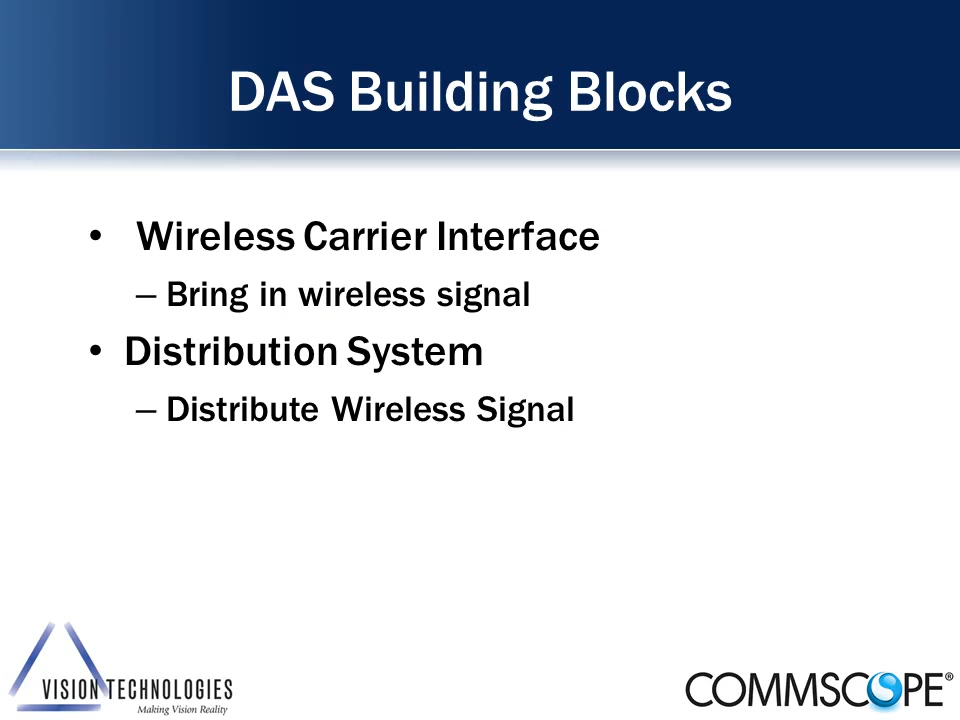 DAS Building Blocks
• Wireless Carrier Interface
– Bring in wireless signal
• Distribution System
– Distribute Wireless Signal
VISION TECHNOLOGIES
Making Vision Reality
COMMSCOPE®